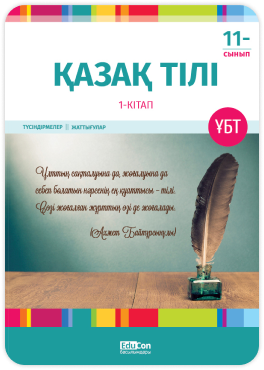 11-
СЫНЫП
ҚАЗАҚ ТІЛІ
1-КІТАП
ТҮСІНДІРМЕЛЕР | ЖАТТЫҒУЛАР
ҰБТ
Ұлттың сақталуына да, жоғалуына да
себеп болатын нәрсенің ең қуаттысы – тілі.
Сөзі жоғалған жұрттың өзі де жоғалады.
(Ахмет Байтұрсынұлы)
EduCon
басылымдары